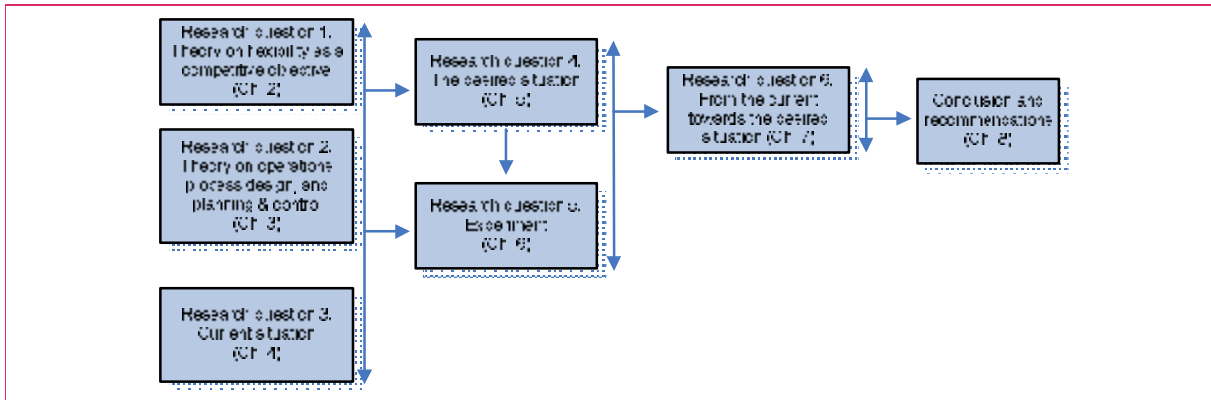 Research question 1.
Theory on flexibility as a
competitive objective
(Ch. 2)
Research question 2.
Theory on operations
process design, and
planning & control
(Ch. 3)
Research question 3.
Current situation
(Ch. 4)
Research question 4.
The desired situation
(Ch. 5)
Research question 5.
Experiment
(Ch. 6)
Research question 6.
From the current
towards the desired
situation (Ch. 7)
Conclusion and
recommendations
(Ch. 8)